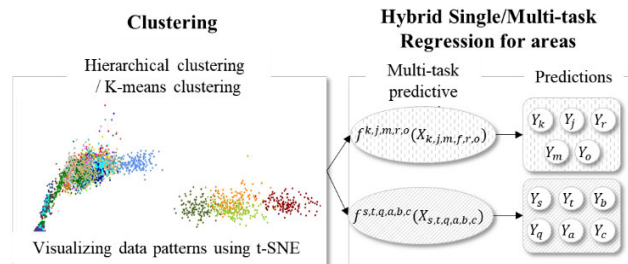 Clustering
Hierarchical clustering
/ K-means clustering
Visualizing data patterns using t-SNE
Hybrid Single/Multi-task
Regression for areas
Multi-task
predictive
Predictions
f^{k,j,m,r,o}(X_{k,j,m,f,r,o})
Y_k Y_j Y_r
Y_m Y_o
f^{s,t,q,a,b,c}(X_{s,t,q,a,b,c})
Y_s Y_t Y_b
Y_q Y_a Y_c